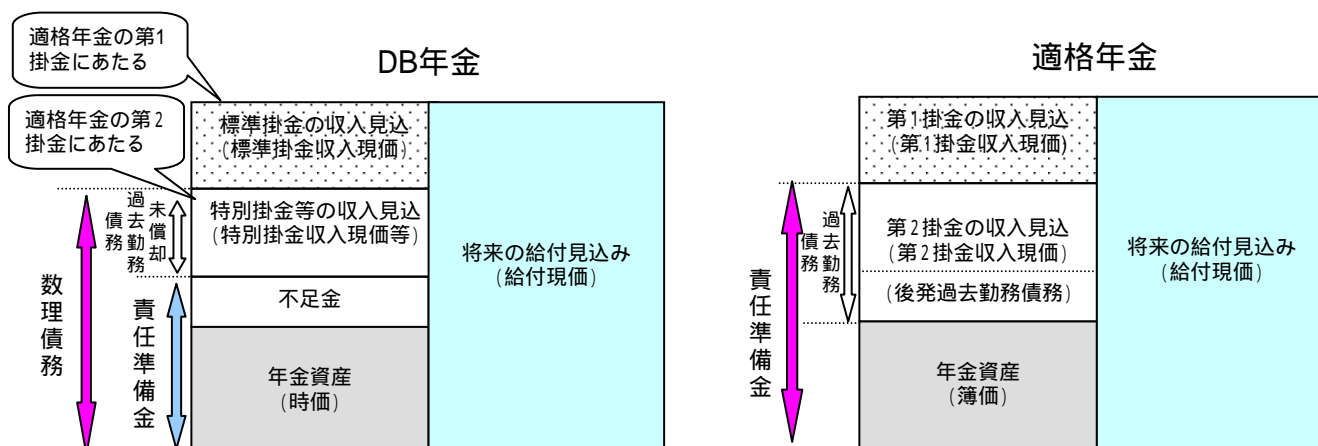 適格年金の第1
掛金にあたる
適格年金の第2
掛金にあたる
DB年金
標準掛金の収入見込
(標準掛金収入現価)
特別掛金等の収入見込
(特別掛金収入現価等)
不足金
年金資産
(時価)
将来の給付見込み
(給付現価)
未償却
過去勤務
債務
数理債務
責任準備金
適格年金
第1掛金の収入見込
(第1掛金収入現価)
第2掛金の収入見込
(第2掛金収入現価)
(後発過去勤務債務)
年金資産
(簿価)
将来の給付見込み
(給付現価)
過去勤務
債務
責任準備金